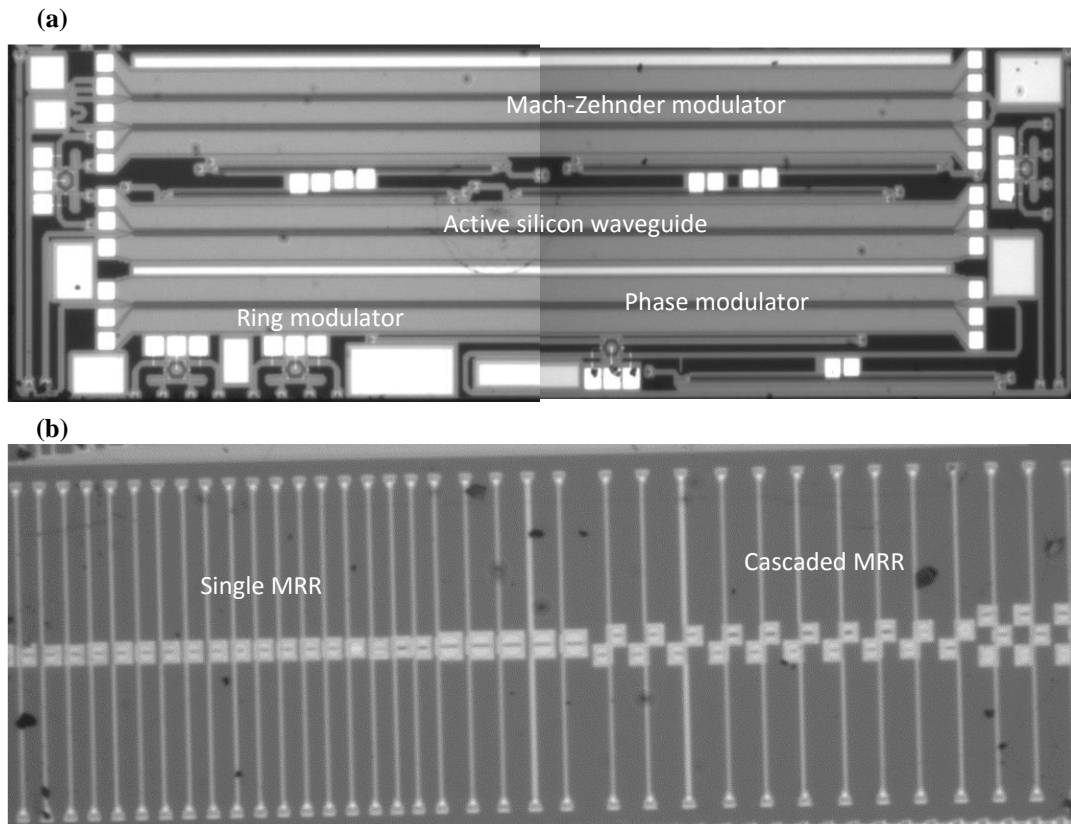 (a)
Mach-Zehnder modulator
Active silicon waveguide
Phase modulator
Ring modulator
(b)
Single MRR
Cascaded MRR